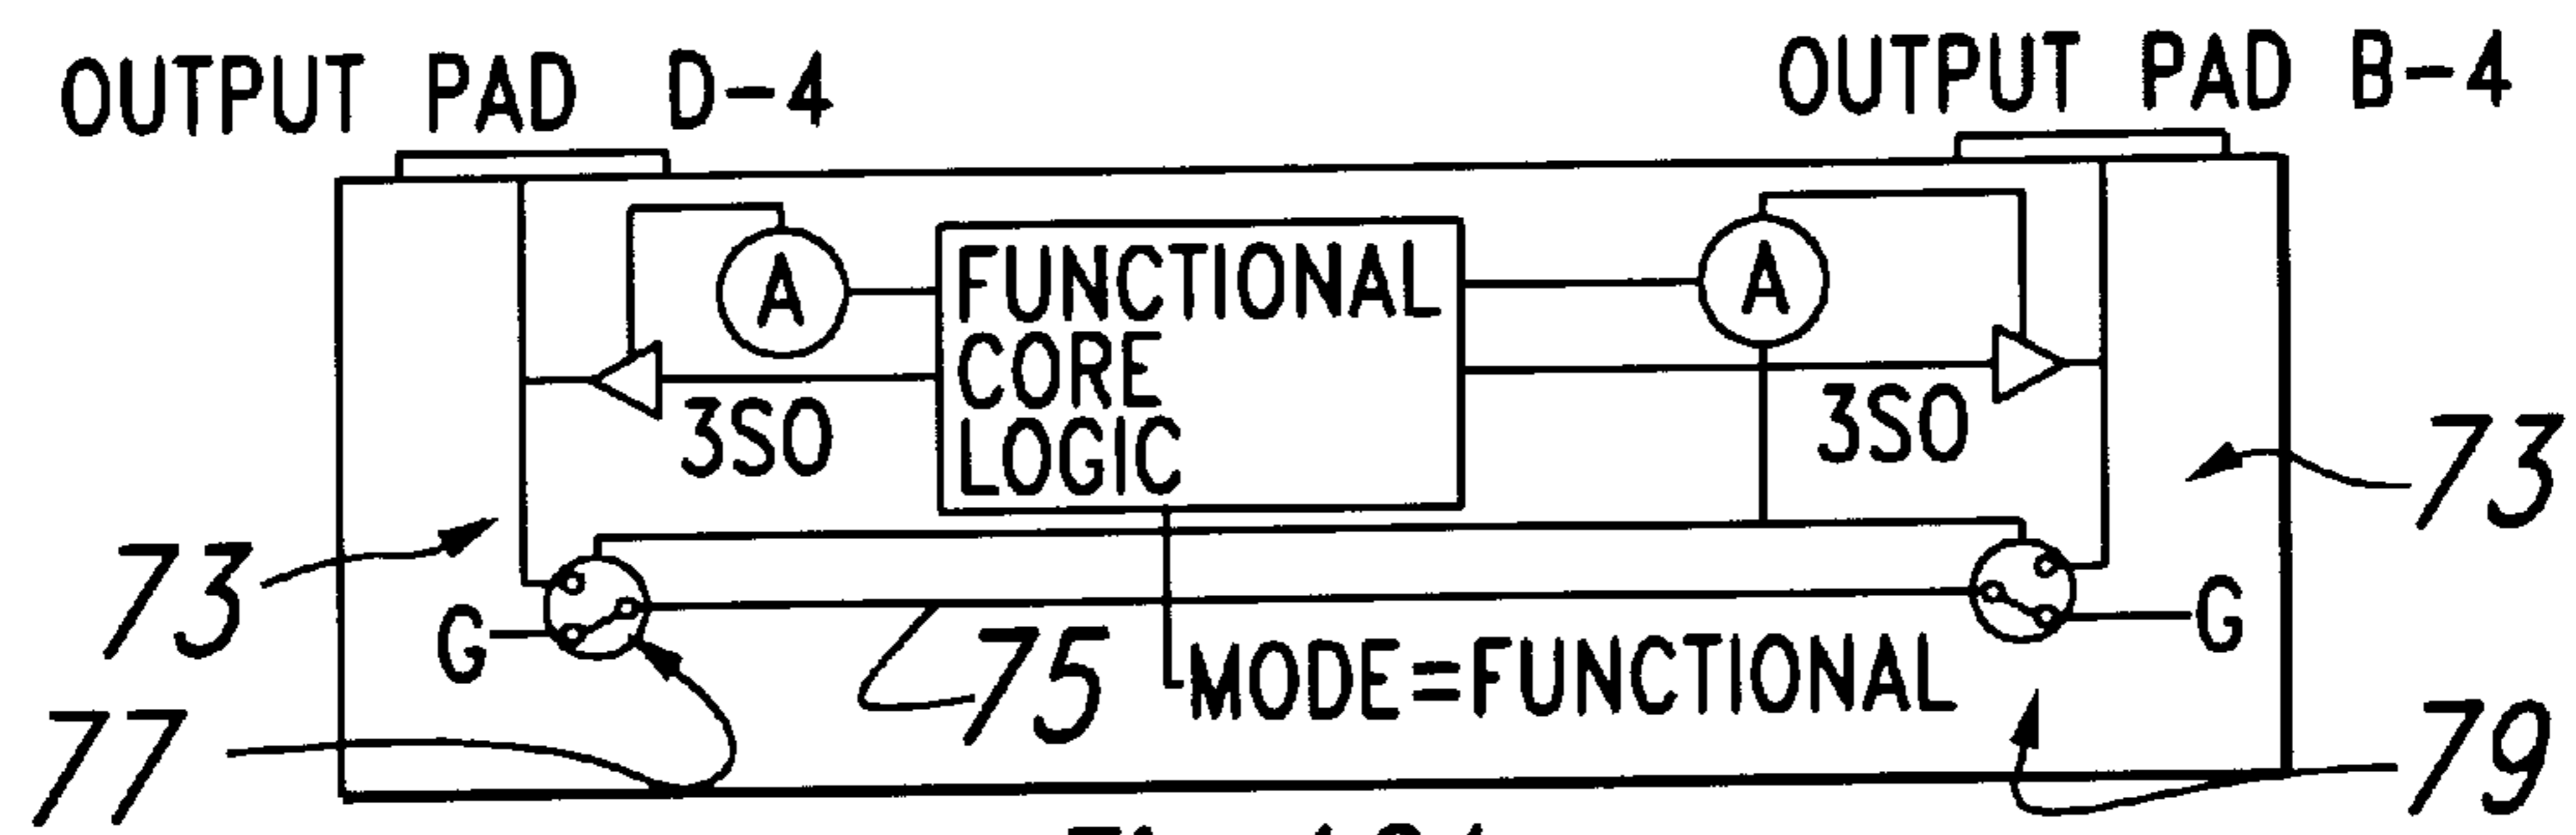 OUTPUT PAD D-4
OUTPUT PAD B-4
A
FUNCTIONAL
CORE
LOGIC
A
3SO
3SO
73
73
G
G
75
MODE=FUNCTIONAL
77
79